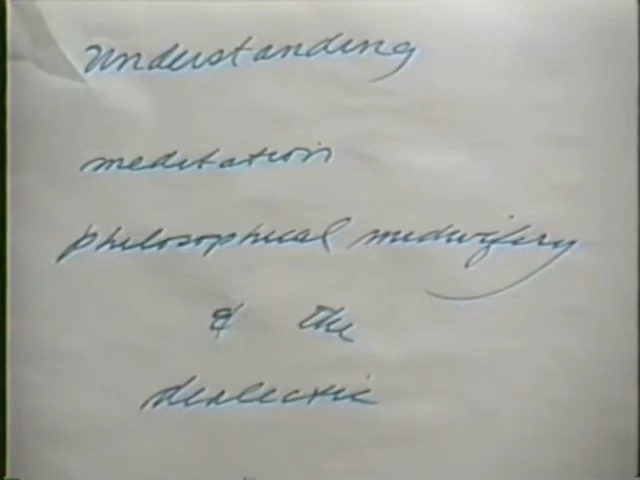 Understanding
meditation
philosophical midwifery
& the
dialectic